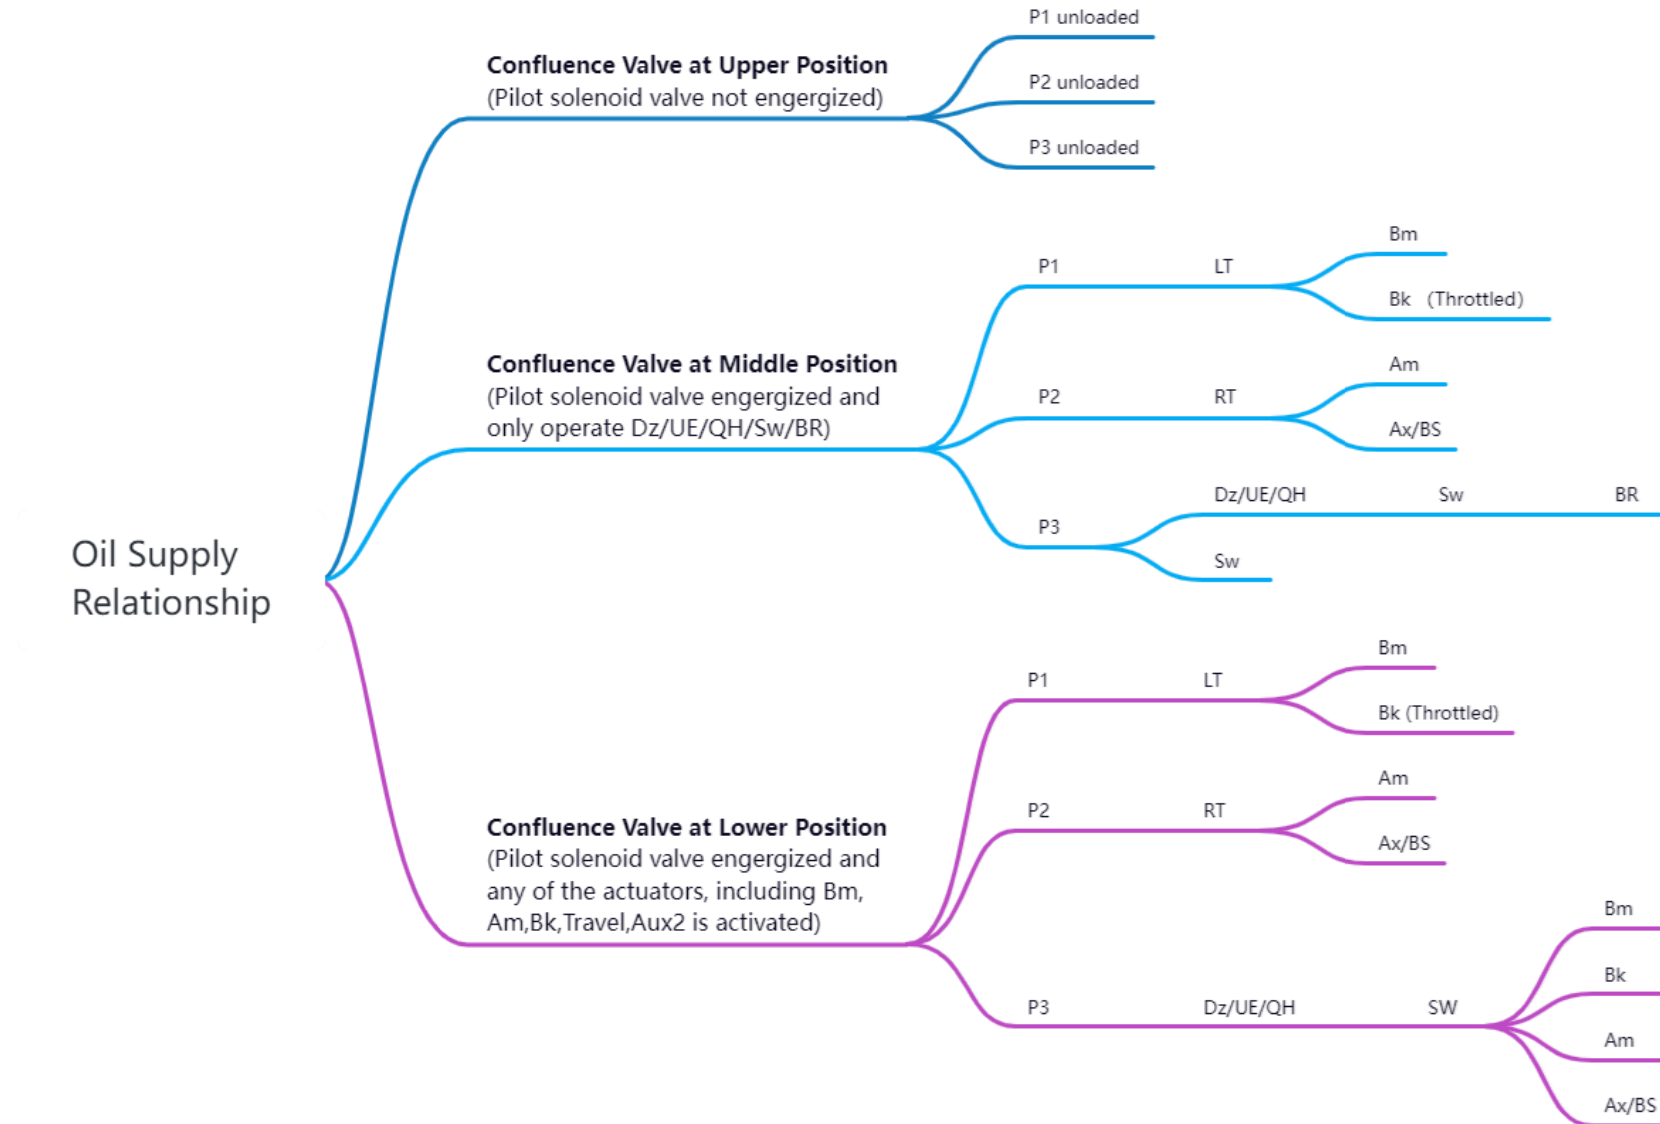 Oil Supply
Relationship
Confluence Valve at Upper Position
(Pilot solenoid valve not engergized)
P1 unloaded
P2 unloaded
P3 unloaded
Confluence Valve at Middle Position
(Pilot solenoid valve engergized and
only operate Dz/UE/QH/Sw/BR)
P1 LT
Bm
Bk (Throttled)
P2 RT
Am
Ax/BS
P3
Dz/UE/QH Sw BR
Sw
Confluence Valve at Lower Position
(Pilot solenoid valve engergized and
any of the actuators, including Bm,
Am,Bk,Travel,Aux2 is activated)
P1 LT
Bm
Bk (Throttled)
P2 RT
Am
Ax/BS
P3 Dz/UE/QH SW
Bm
Bk
Am
Ax/BS